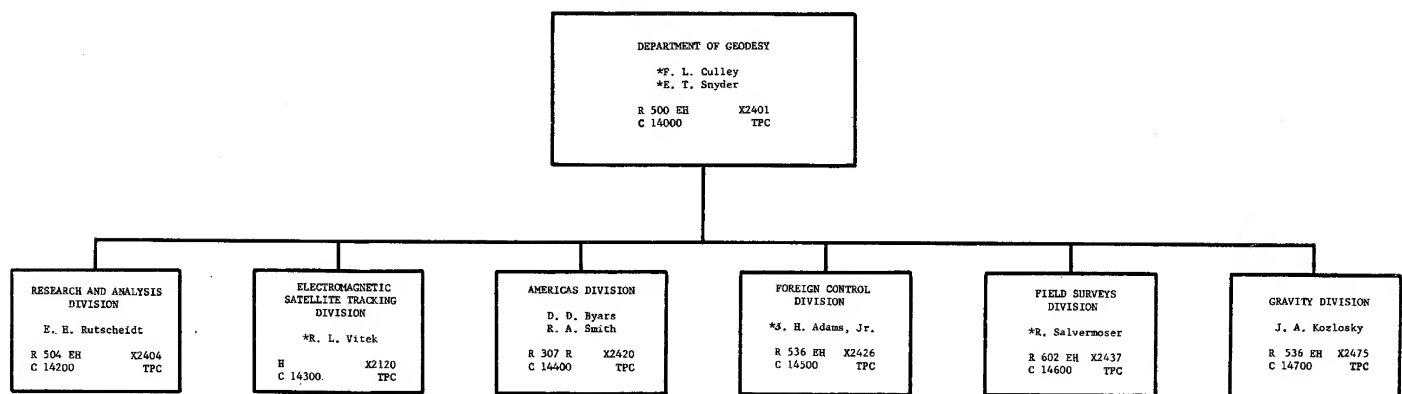 DEPARTMENT OF GEODESY
*F. L. Culley
*E. T. Snyder
R 500 EH X2401
C 14000 TPC
RESEARCH AND ANALYSIS
DIVISION
E. H. Rutscheidt
R 504 EH X2404
C 14200 TPC
ELECTROMAGNETIC
SATELLITE TRACKING
DIVISION
*R. L. Vitek
H X2120
C 14300. TPC
AMERICAS DIVISION
D. D. Byars
R. A. Smith
R 307 R X2420
C 14400 TPC
FOREIGN CONTROL
DIVISION
H. Adams, Jr.
R 536 EH X2426
C 14500 TPC
FIELD SURVEYS
DIVISION
*R. Salvermoser
R 602 EH X2437
C 14600 TPC
GRAVITY DIVISION
J. A. Kozlosky
R 536 EH X2475
C 14700 TPC